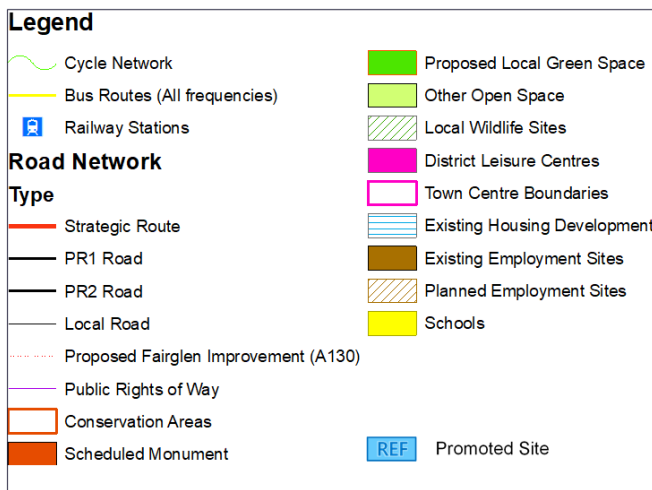 Legend
Cycle Network
Bus Routes (All frequencies)
Railway Stations
Road Network
Type
Strategic Route
PR1 Road
PR2 Road
Local Road
Proposed Fairglen Improvement (A130)
Public Rights of Way
Conservation Areas
Scheduled Monument
Proposed Local Green Space
Other Open Space
Local Wildlife Sites
District Leisure Centres
Town Centre Boundaries
Existing Housing Development
Existing Employment Sites
Planned Employment Sites
Schools
REF Promoted Site